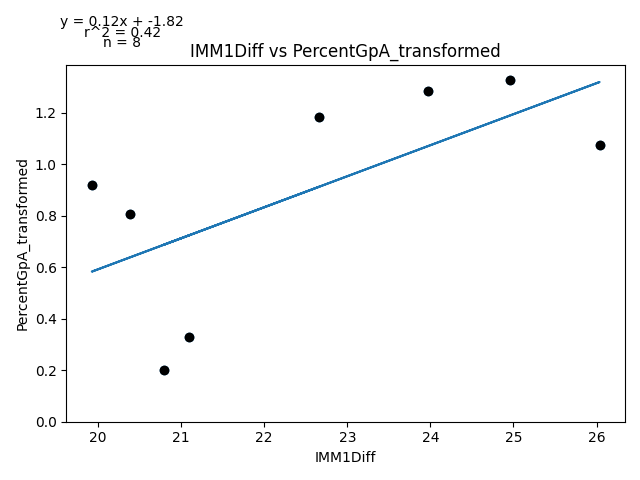 y = 0.12x + -1.82
r^2 = 0.42
n = 8
IMM1Diff vs PercentGpA_transformed
PercentGpA_transformed
1.2
1.0
0.8
0.6
0.4
0.2
0.0
20 21 22 23 24 25 26
IMM1Diff